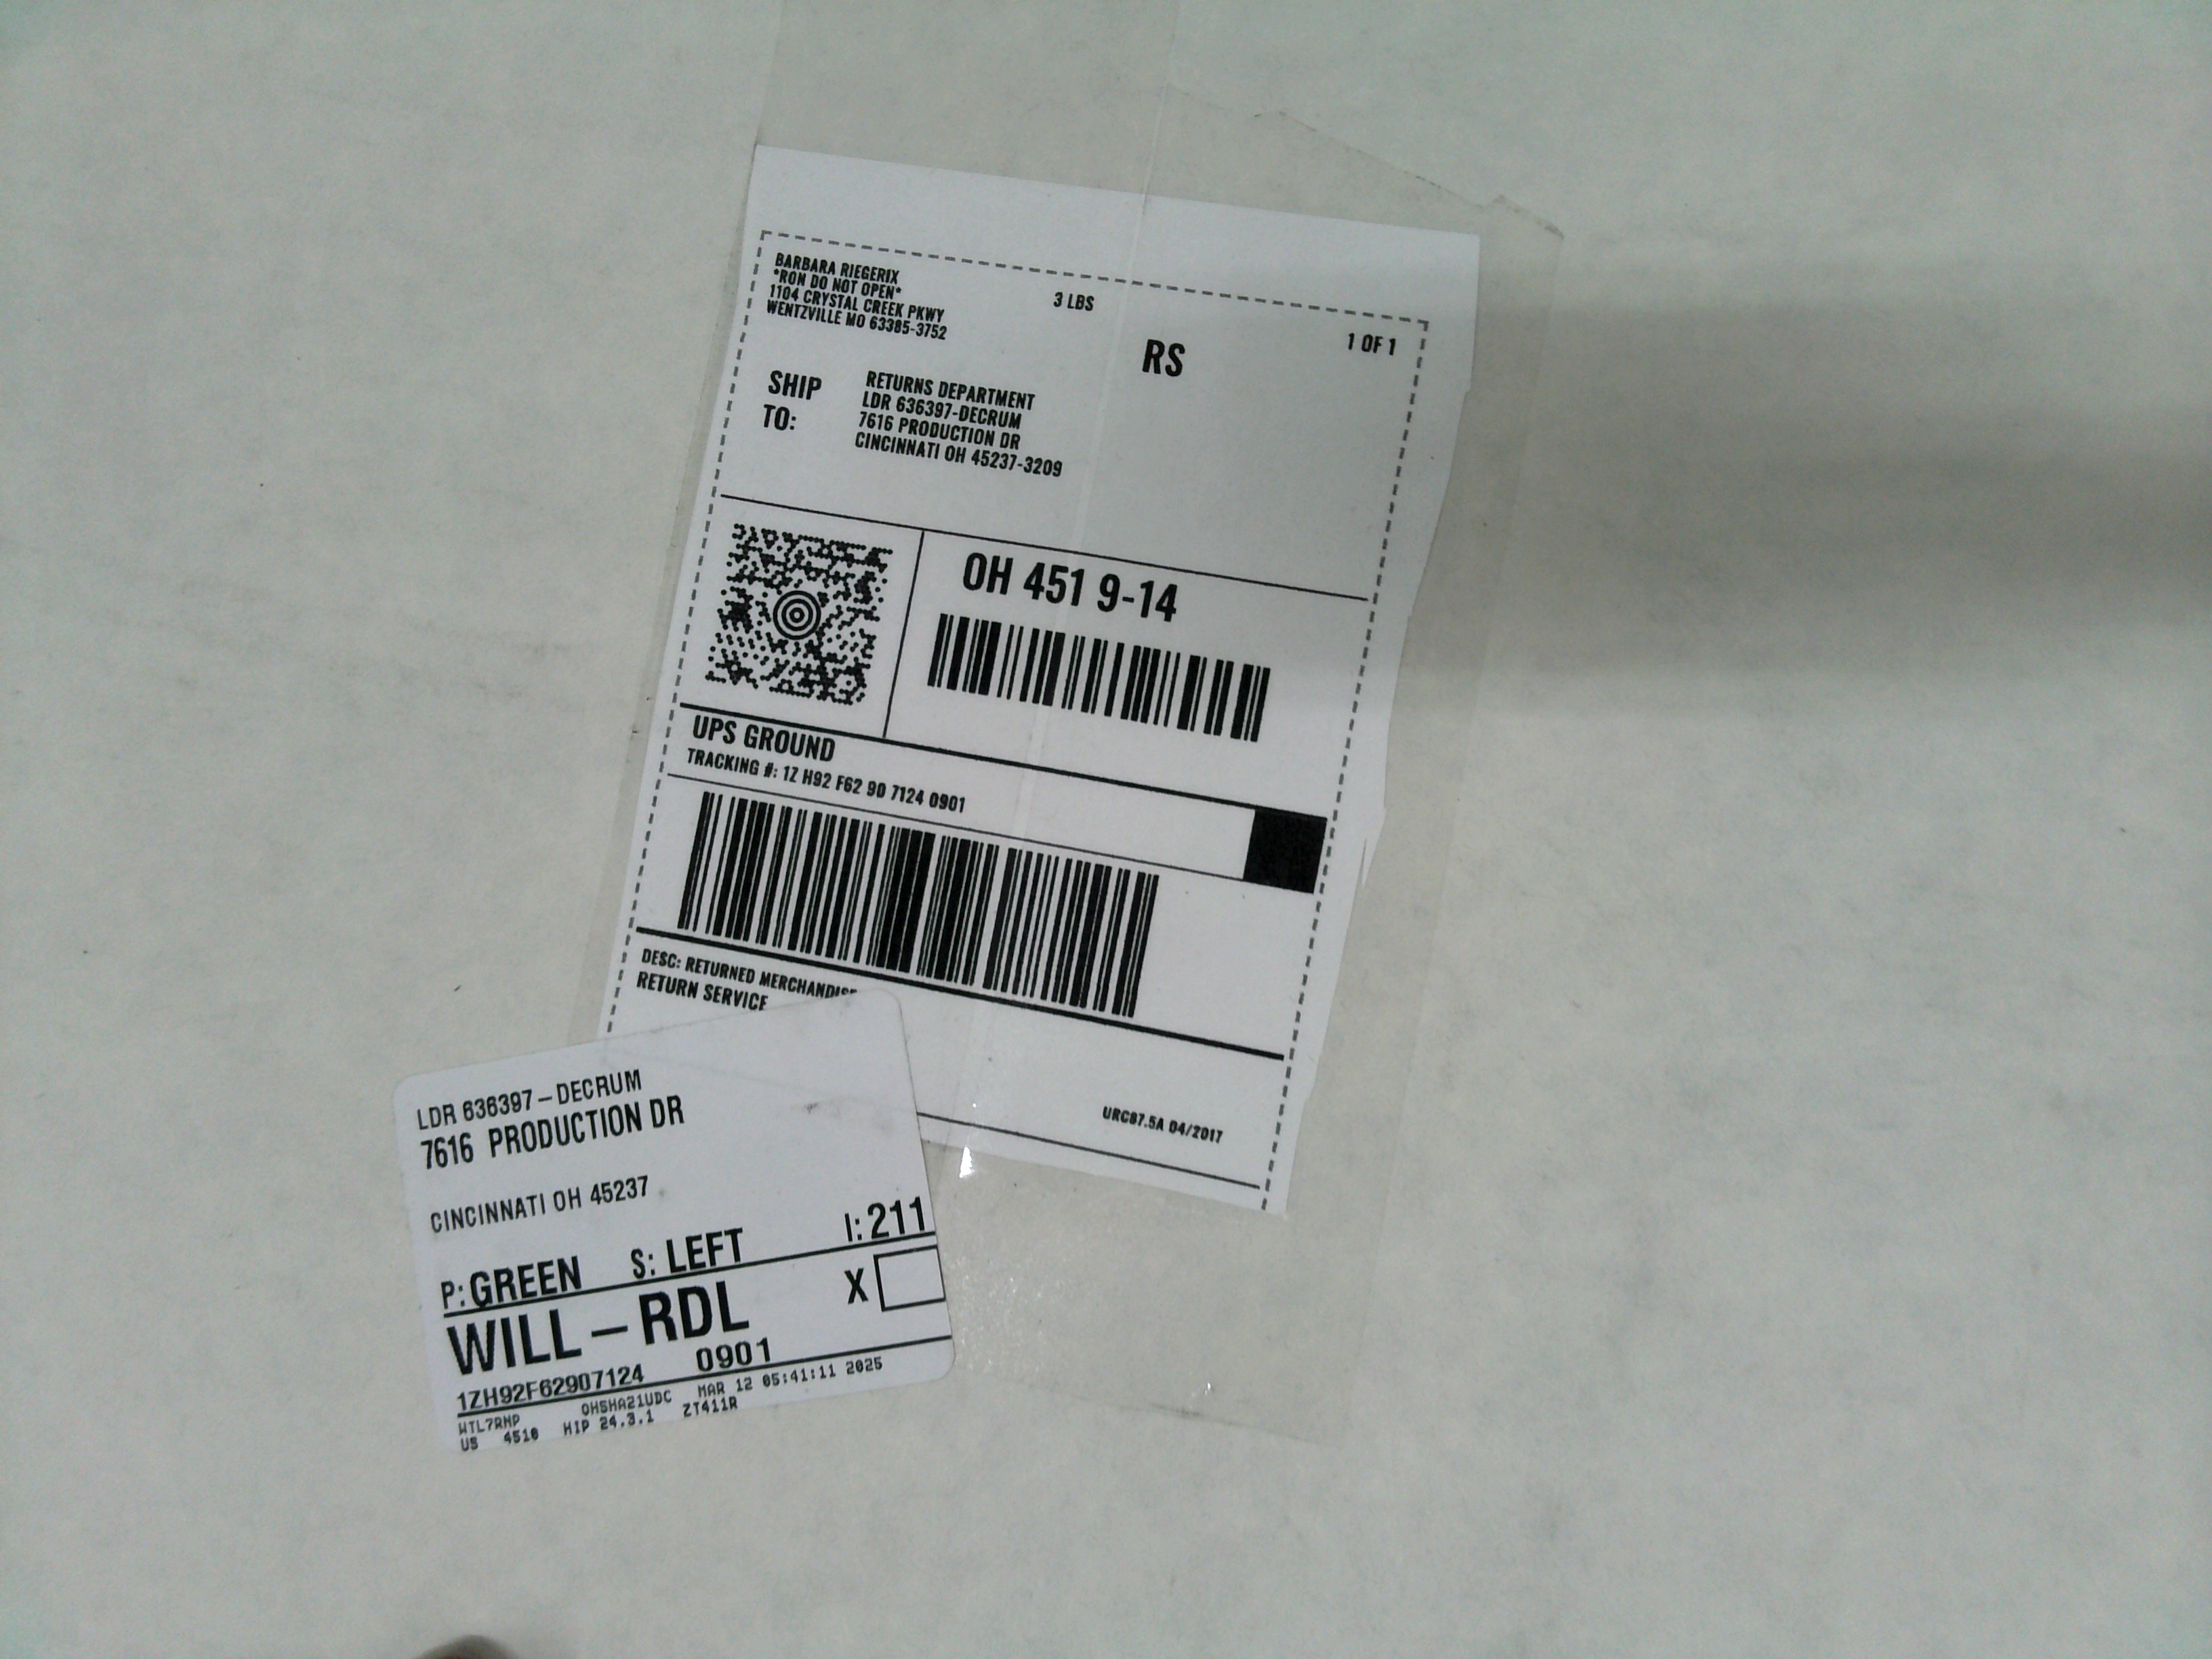 BARBARA RIEGERIX
*RON DO NOT OPEN*
1104 CRYSTAL CREEK PKWY
WENTZVILLE MO 63385-3752
3 LBS
RS
1 OF 1
SHIP TO:
RETURNS DEPARTMENT
LDR 636397-DECRUM
7616 PRODUCTION DR
CINCINNATI OH 45237-3209
OH 451 9-14
UPS GROUND
TRACKING #: 1Z H92 F62 90 7124 0901
DESC: RETURNED MERCHANDISE
RETURN SERVICE
URC87.5A 04/2017
LDR 636397-DECRUM
7616 PRODUCTION DR
CINCINNATI OH 45237
P: GREEN S: LEFT I: 211
WILL-RDL X
1ZH92F62907124 0901
WTL7RMP OHSHA21UDC MAR 12 05:41:11 2025
US 4510 HIP 24.3.1 ZT411R